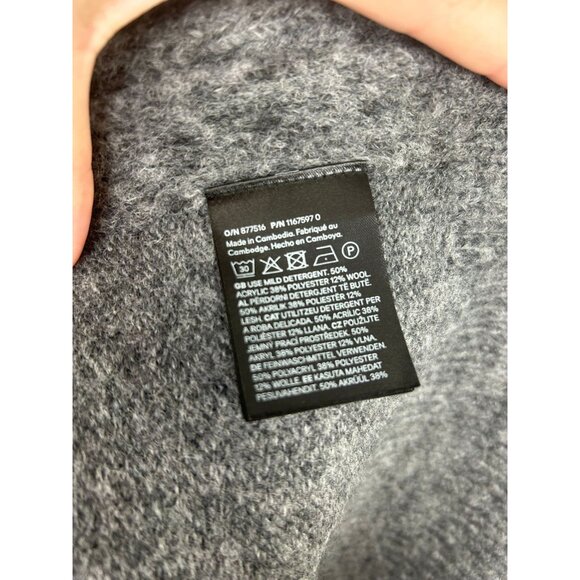 O/N 877516 P/N 1167597 0
Made in Cambodia. Fabriqué au
Cambodge. Hecho en Camboya.
30 P
GB USE MILD DETERGENT. 50%
ACRYLIC 38% POLYESTER 12% WOOL
AL PËRDORNI DETERGJENT TË BUTË.
50% AKRILIK 38% POLIESTER 12%
LESH. CAT UTILITZEU DETERGENT PER
A ROBA DELICADA. 50% ACRÍLIC 38%
POLIÈSTER 12% LLANA. CZ POUŽIJTE
JEMNÝ PRACÍ PROSTŘEDEK. 50%
AKRYL 38% POLYESTER 12% VLNA.
DE FEINWASCHMITTEL VERWENDEN.
50% POLYACRYL 38% POLYESTER
12% WOLLE. EE KASUTA MAHEDAT
PESUVAHENDIT. 50% AKRÜÜL 38%